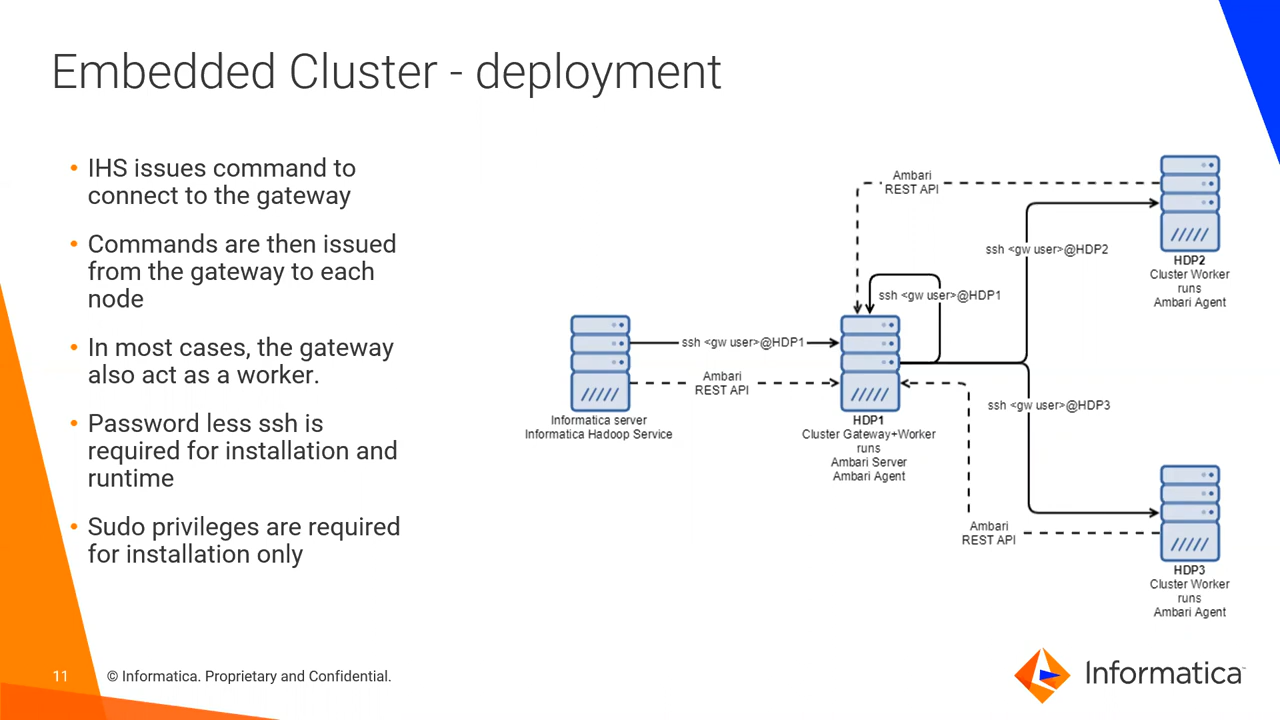 Embedded Cluster - deployment
• IHS issues command to
connect to the gateway
• Commands are then issued
from the gateway to each
node
• In most cases, the gateway
also act as a worker.
• Password less ssh is
required for installation and
runtime
• Sudo privileges are required
for installation only
Ambari
REST API
ssh <gw user>@HDP2
HDP2
Cluster Worker
runs
Ambari Agent
ssh <gw user>@HDP1
ssh <gw user>@HDP1
Ambari
REST API
Informatica server
Informatica Hadoop Service
HDP1
Cluster Gateway+Worker
runs
Ambari Server
Ambari Agent
ssh <gw user>@HDP3
Ambari
REST API
HDP3
Cluster Worker
runs
Ambari Agent
11
© Informatica. Proprietary and Confidential.
Informatica